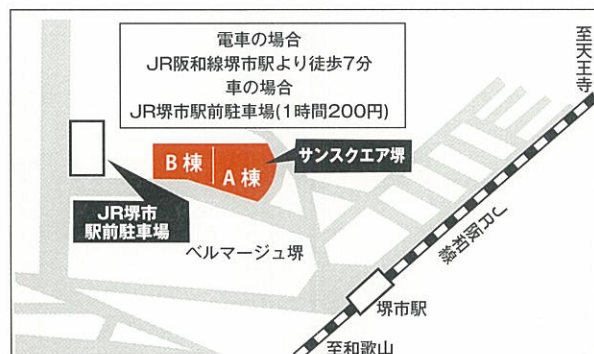 電車の場合
JR阪和線堺市駅より徒歩7分
車の場合
JR堺市駅前駐車場(1時間200円)
至天王寺
B棟
A棟
サンスクエア堺
JR堺市
駅前駐車場
ベルマージュ堺
JR阪和線
堺市駅
至和歌山